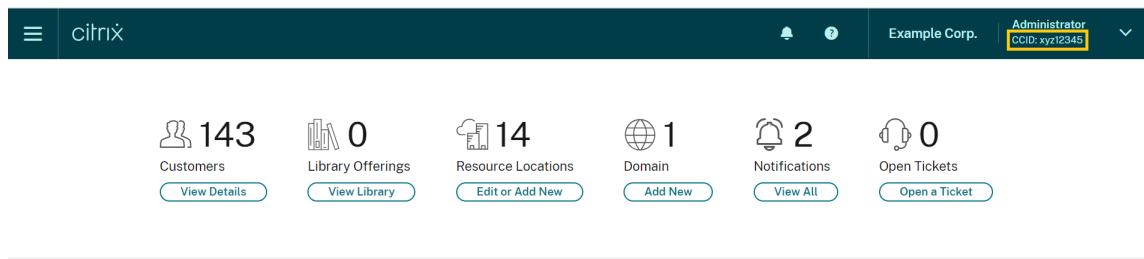 citrix
?
Example Corp.
Administrator
CCID: xyz12345
143
Customers
View Details
0
Library Offerings
View Library
14
Resource Locations
Edit or Add New
1
Domain
Add New
2
Notifications
View All
0
Open Tickets
Open a Ticket